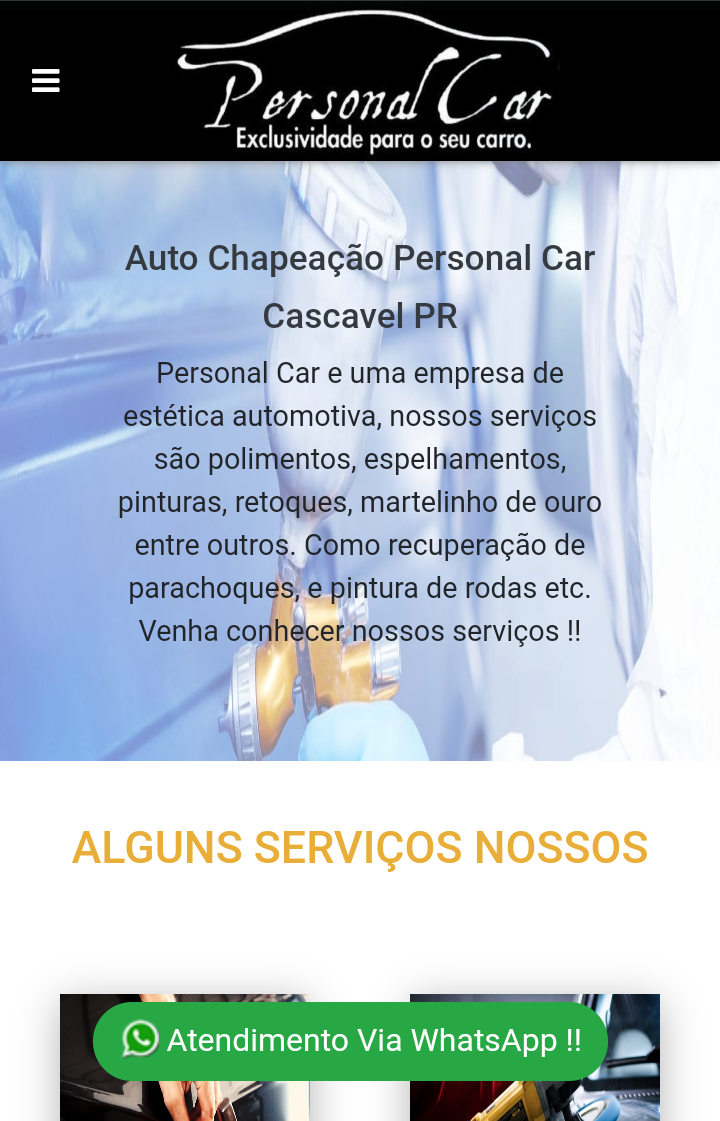 Personal Car
Exclusividade para o seu carro.
Auto Chapeação Personal Car
Cascavel PR
Personal Car e uma empresa de
estética automotiva, nossos serviços
são polimentos, espelhamentos,
pinturas, retoques, martelinho de ouro
entre outros. Como recuperação de
parachoques, e pintura de rodas etc.
Venha conhecer nossos serviços !!
ALGUNS SERVIÇOS NOSSOS
Atendimento Via WhatsApp !!